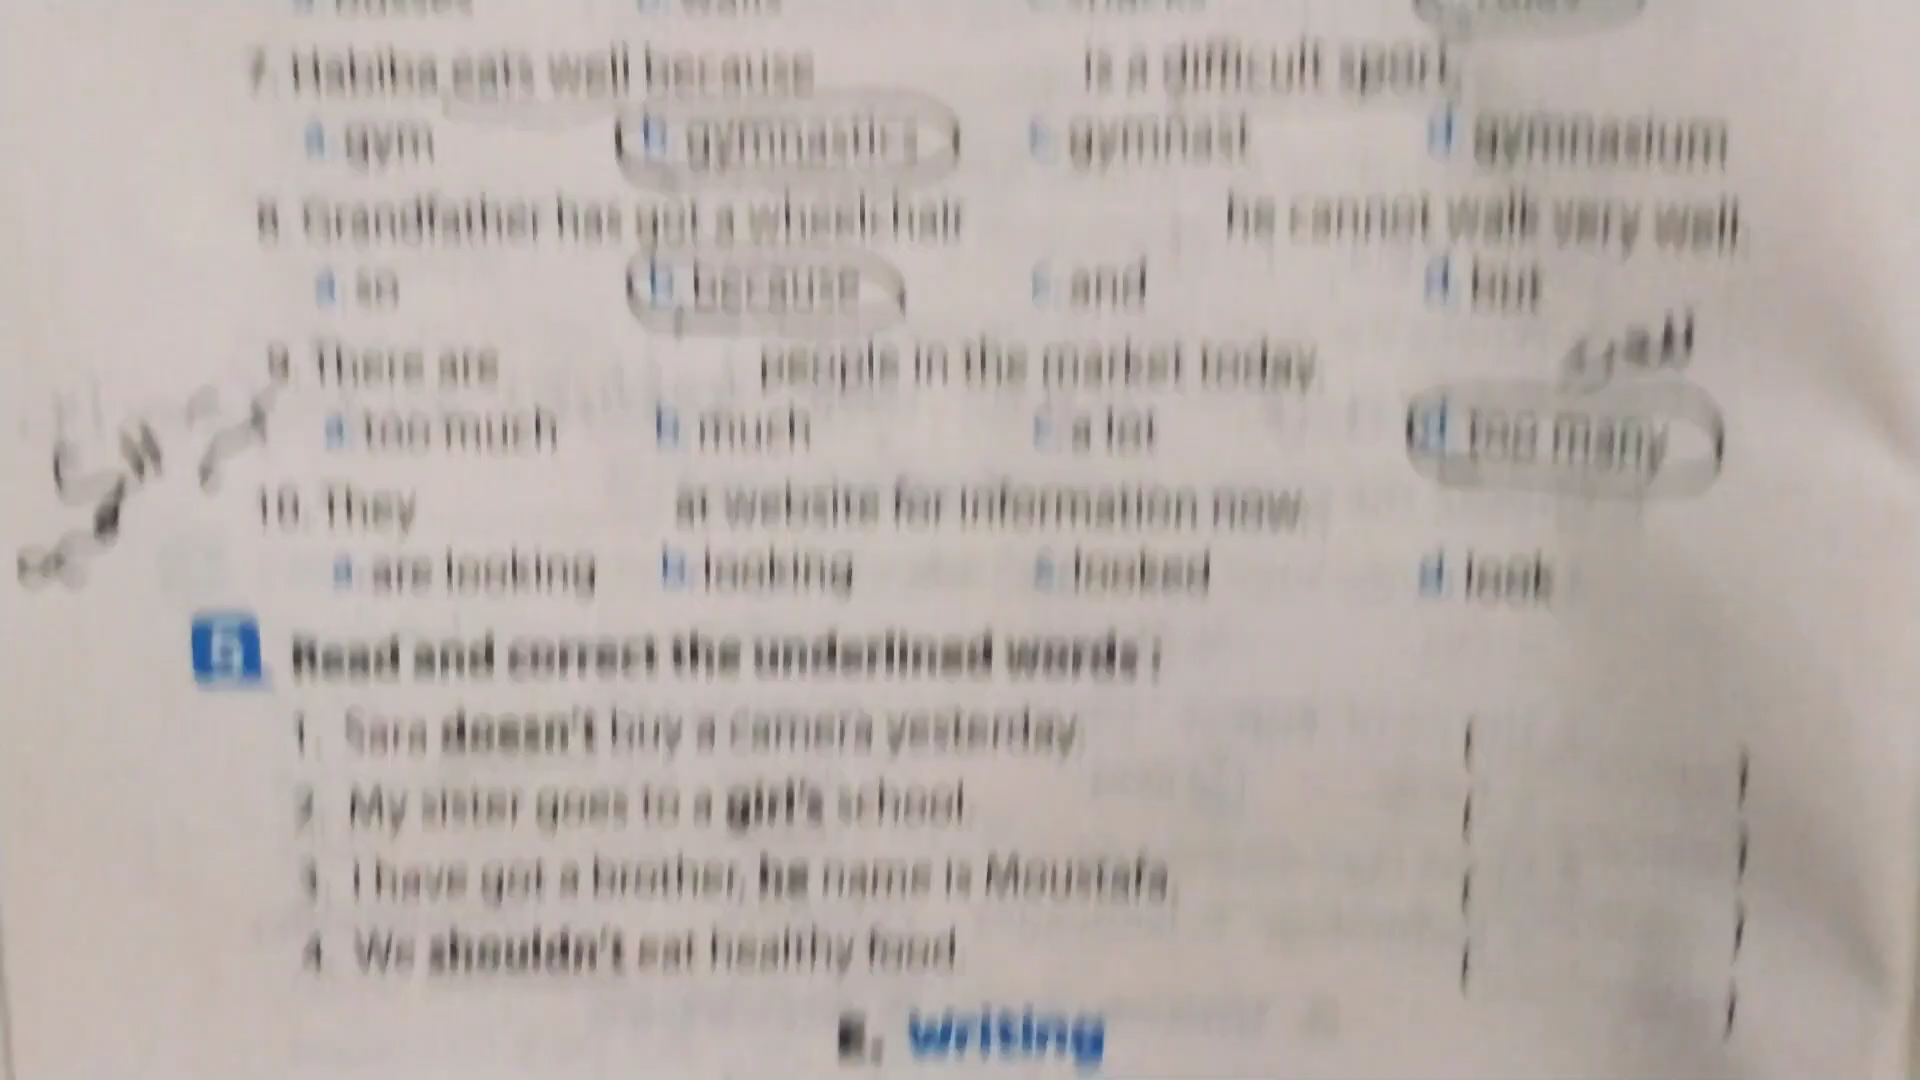 7. Habiba eats well because is a difficult sport.
a. gym b. gymnastics c. gymnast d. gymnasium
8. Grandfather has got a wheelchair he cannot walk very well.
a. so b. because c. and d. but
9. There are people in the market today.
a. too much b. much c. a lot d. too many
10. They at website for information now.
a. are looking b. looking c. looked d. look
5 Read and correct the underlined words :
1. Sara doesn't buy a camera yesterday.
2. My sister goes to a girl's school.
3. I have got a brother, he name is Moustafa.
4. We shouldn't eat healthy food.
Writing